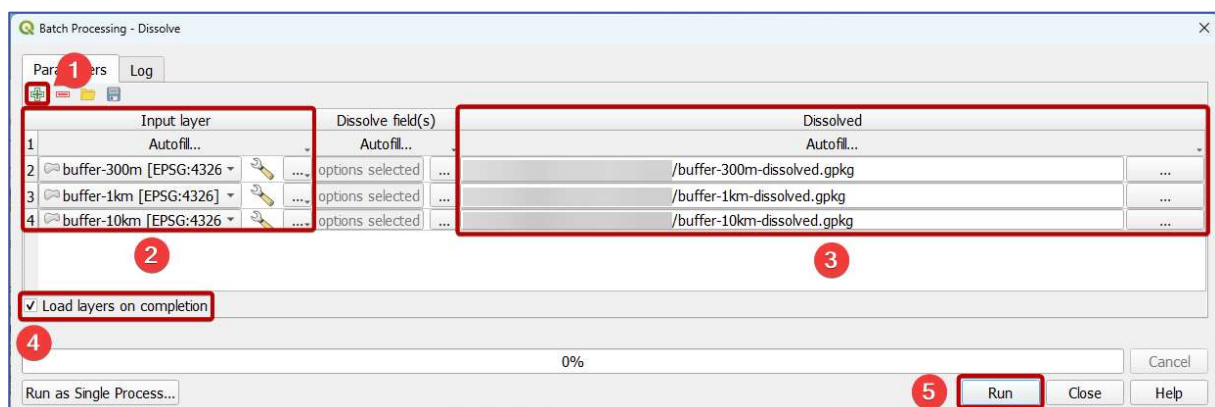 Batch Processing - Dissolve
Para ers Log
1
Input layer Dissolve field(s) Dissolved
1 Autofill... Autofill... Autofill...
2 buffer-300m [EPSG:4326 ... options selected ... /buffer-300m-dissolved.gpkg ...
3 buffer-1km [EPSG:4326] ... options selected ... /buffer-1km-dissolved.gpkg ...
4 buffer-10km [EPSG:4326 ... options selected ... /buffer-10km-dissolved.gpkg ...
2 3
Load layers on completion
4
0% Cancel
Run as Single Process... 5 Run Close Help